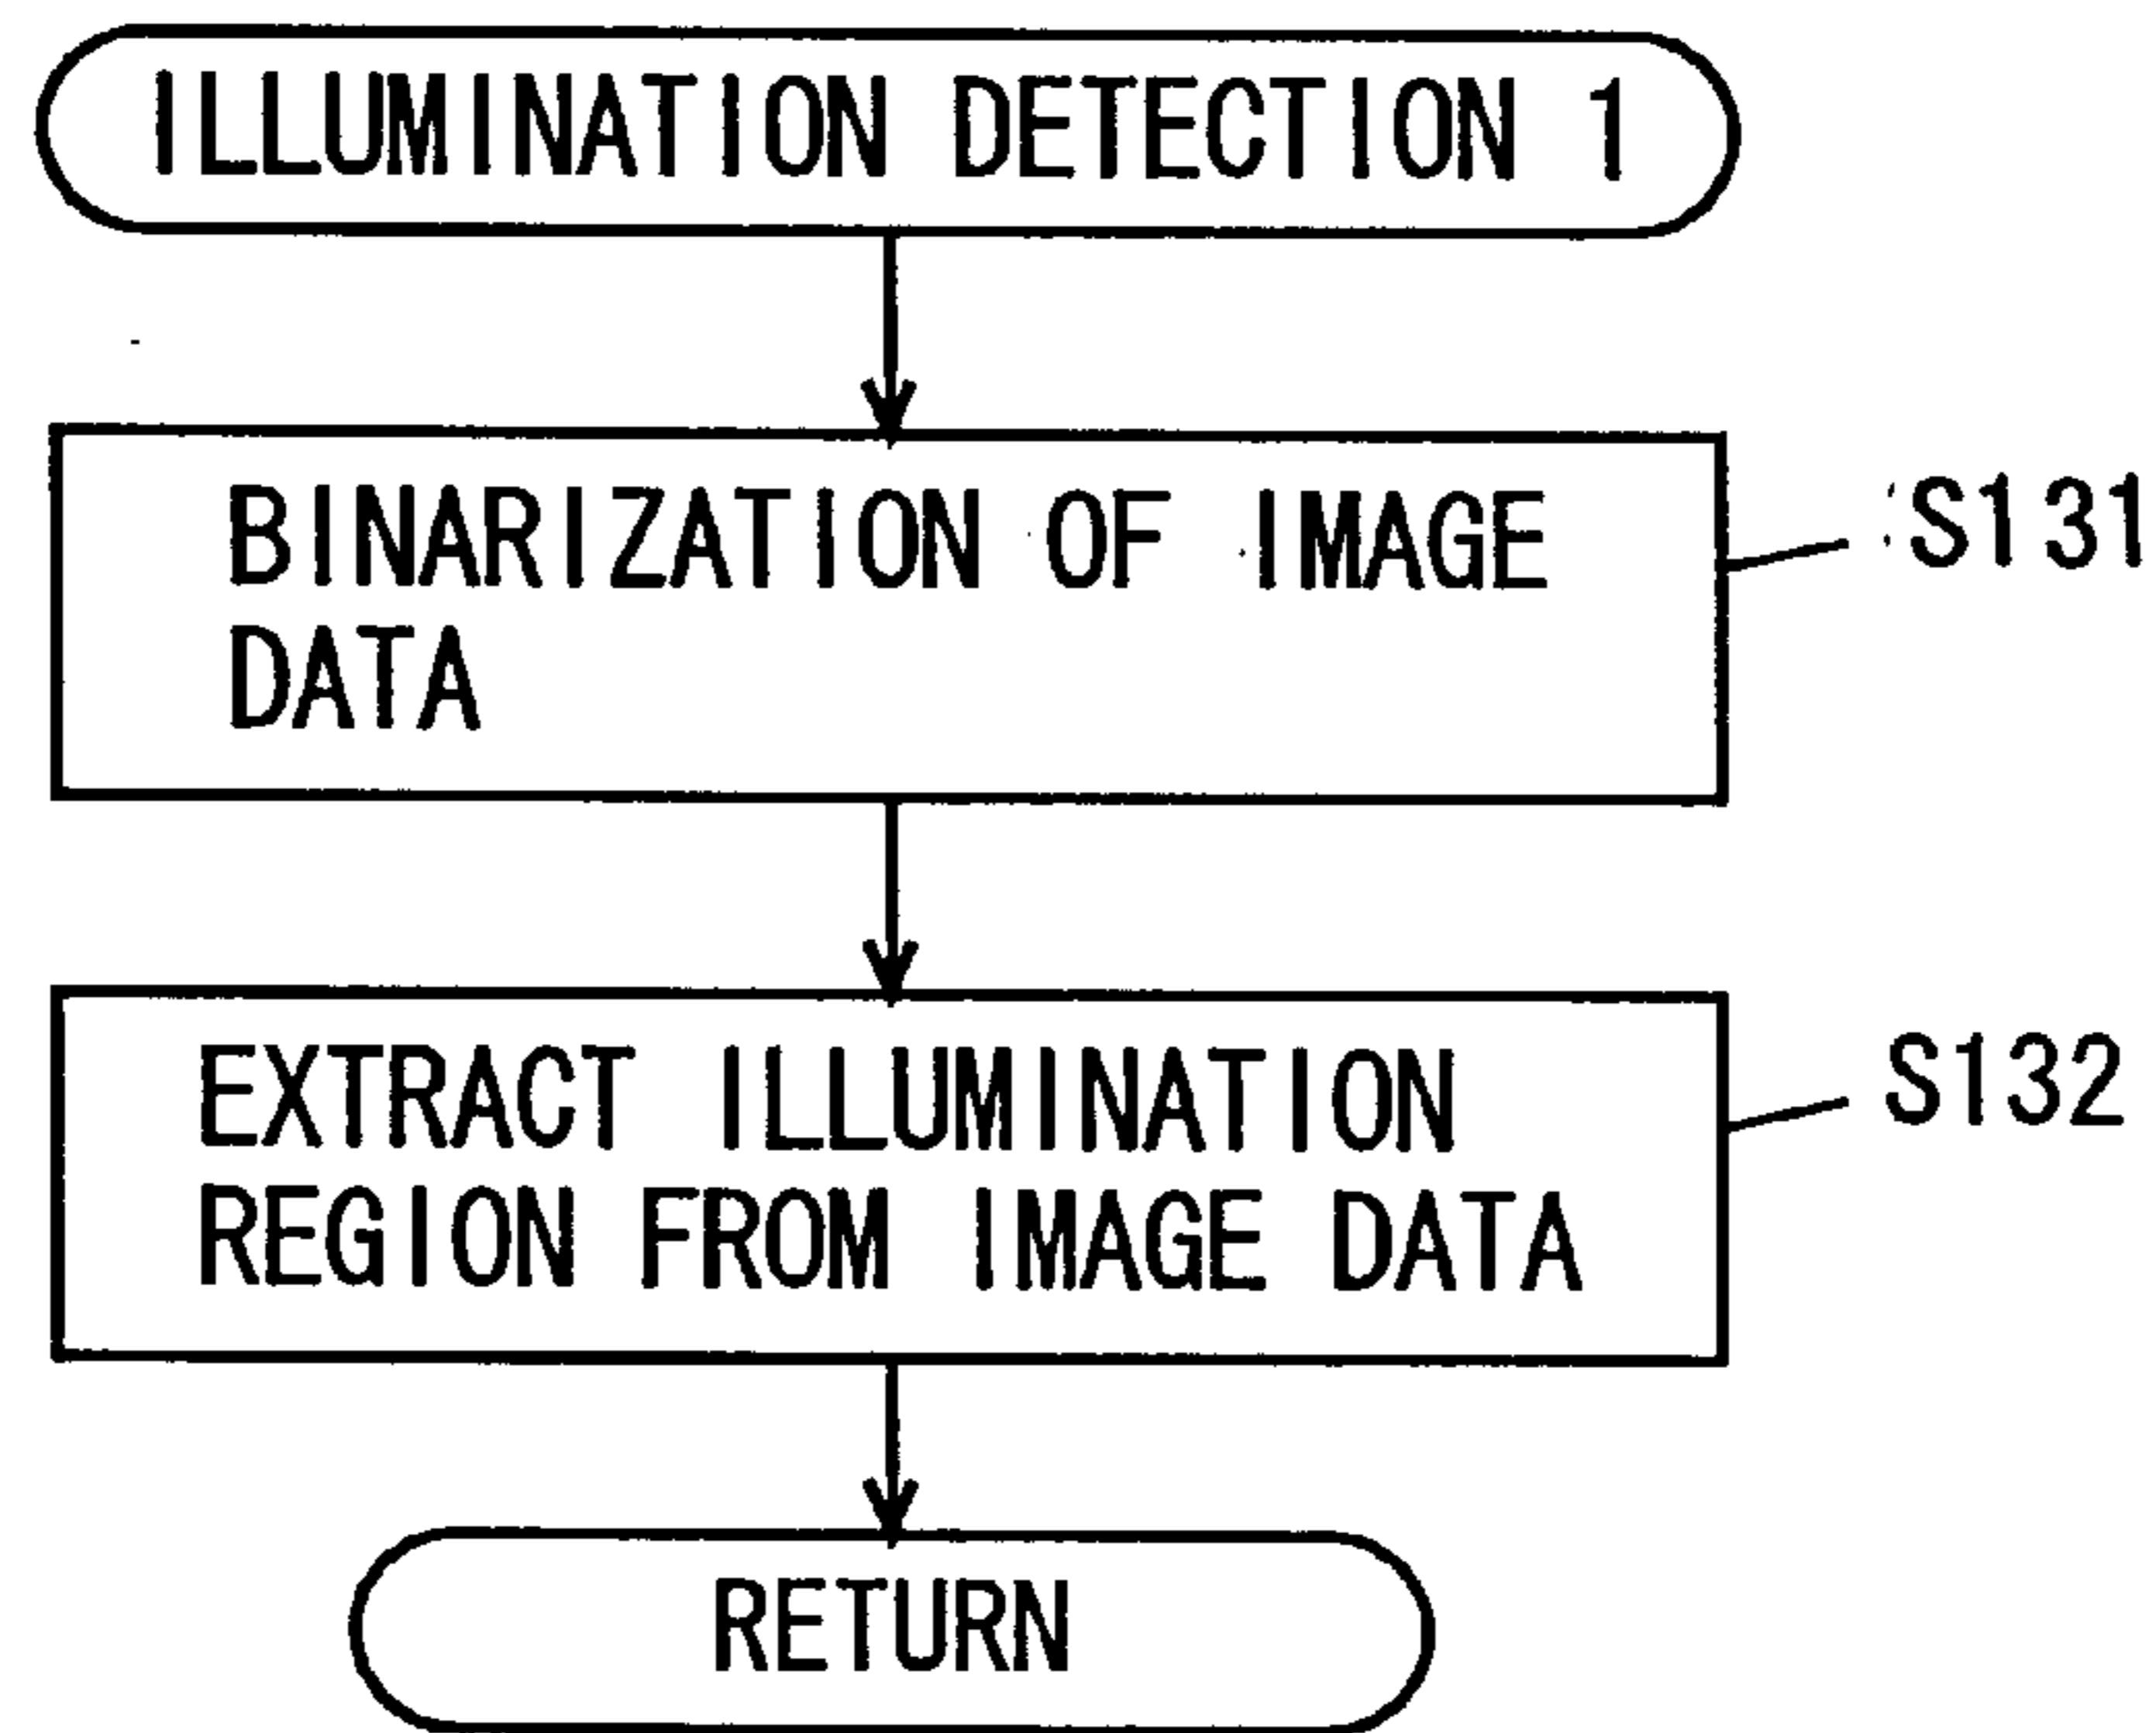 ILLUMINATION DETECTION 1
BINARIZATION OF IMAGE
DATA
S131
EXTRACT ILLUMINATION
REGION FROM IMAGE DATA
S132
RETURN